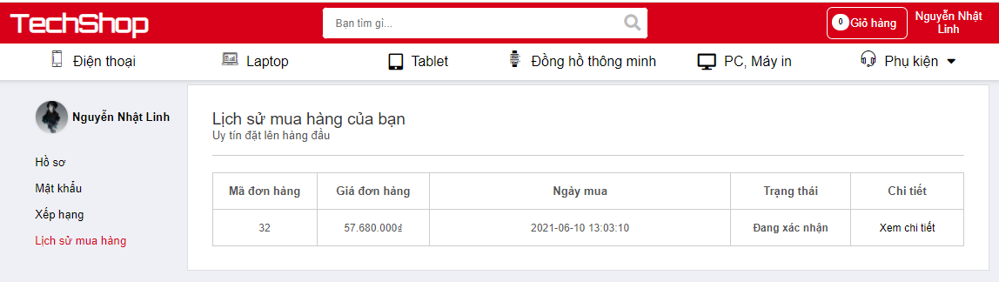 TechShop
Bạn tìm gì...
0 Giỏ hàng
Nguyễn Nhật
Linh
Điện thoại
Laptop
Tablet
Đồng hồ thông minh
PC, Máy in
Phụ kiện
Nguyễn Nhật Linh
Hồ sơ
Mật khẩu
Xếp hạng
Lịch sử mua hàng
Lịch sử mua hàng của bạn
Uy tín đặt lên hàng đầu
Mã đơn hàng Giá đơn hàng Ngày mua Trạng thái Chi tiết
32 57.680.000₫ 2021-06-10 13:03:10 Đang xác nhận Xem chi tiết